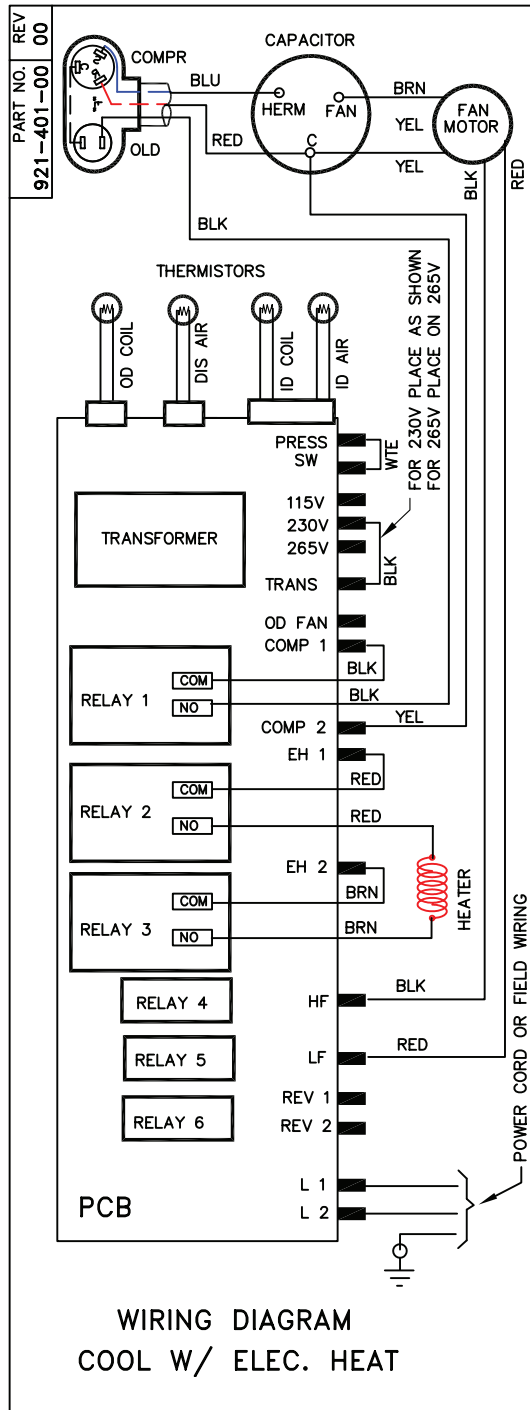 PART NO.
REV
921-401-00
00
COMPR
OLD
CAPACITOR
HERM
FAN
C
FAN
MOTOR
BLU
RED
BLK
BRN
YEL
YEL
BLK
RED
THERMISTORS
OD COIL
DIS AIR
ID COIL
ID AIR
FOR 230V PLACE AS SHOWN
FOR 265V PLACE ON 265V
PRESS
SW
WTE
115V
230V
265V
TRANS
BLK
TRANSFORMER
OD FAN
COMP 1
BLK
RELAY 1
COM
NO
BLK
COMP 2
YEL
EH 1
RED
RELAY 2
COM
NO
RED
EH 2
BRN
RELAY 3
COM
NO
BRN
HEATER
RELAY 4
HF
BLK
RELAY 5
LF
RED
RELAY 6
REV 1
REV 2
L 1
L 2
PCB
POWER CORD OR FIELD WIRING
WIRING DIAGRAM
COOL W/ ELEC. HEAT